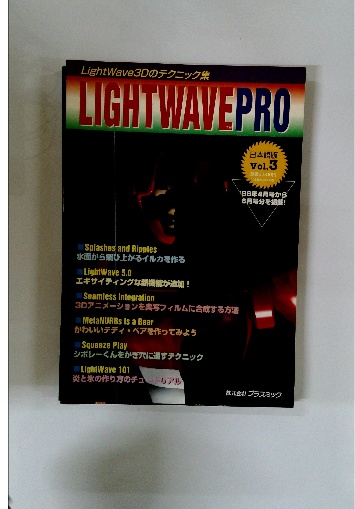 LightWave3Dのテクニック集
LIGHTWAVEPRO
日本語版
Vol.3
'98年4月号から
6月号分を掲載!
Splashes and Ripples
水面から飛び上がるイルカを作る
LightWave 5.0
エキサイティングな新機能が追加!
Seamless Integration
3Dアニメーションを実写フィルムに合成する方法
MetaNURBs Is a Bear
かわいいテディ・ベアを作ってみよう
Squeeze Play
シボレーくんをかぎ穴に通すテクニック
LightWave 101
炎と氷の作り方のチュートリアル
株式会社 プラスミック